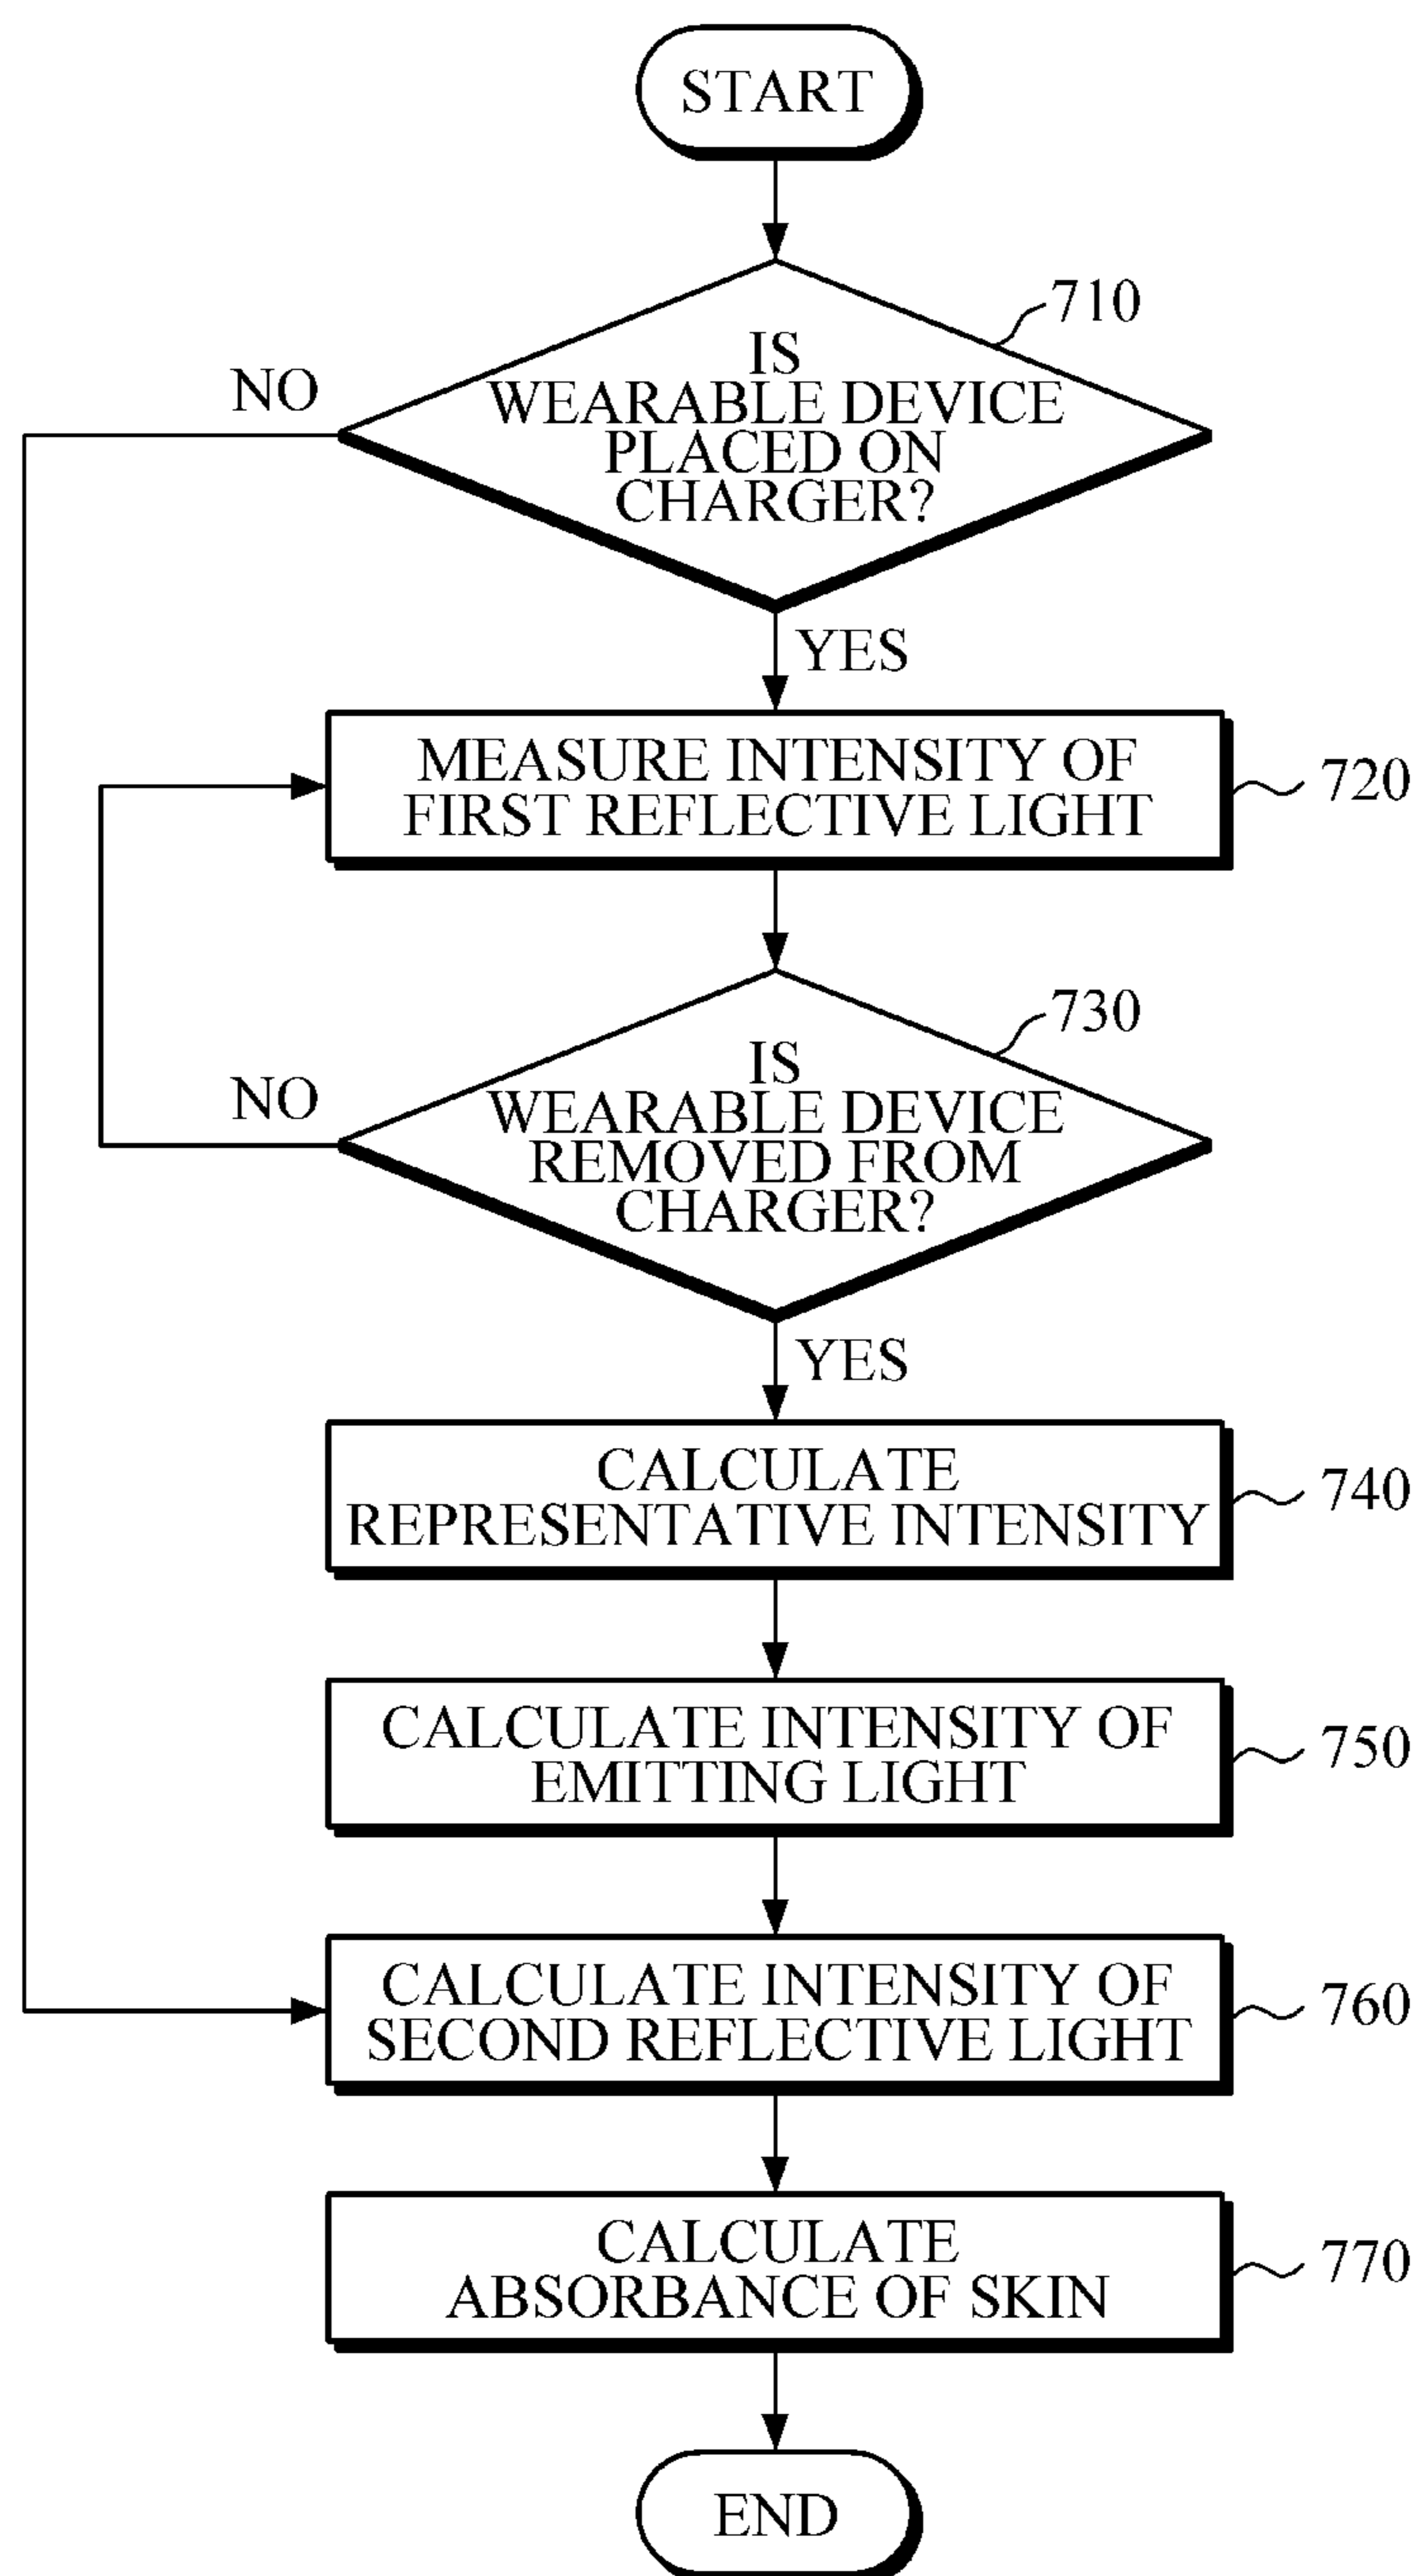 START
710
IS
WEARABLE DEVICE
PLACED ON
CHARGER?
NO
YES
MEASURE INTENSITY OF
FIRST REFLECTIVE LIGHT
720
730
IS
WEARABLE DEVICE
REMOVED FROM
CHARGER?
NO
YES
CALCULATE
REPRESENTATIVE INTENSITY
740
CALCULATE INTENSITY OF
EMITTING LIGHT
750
CALCULATE INTENSITY OF
SECOND REFLECTIVE LIGHT
760
CALCULATE
ABSORBANCE OF SKIN
770
END